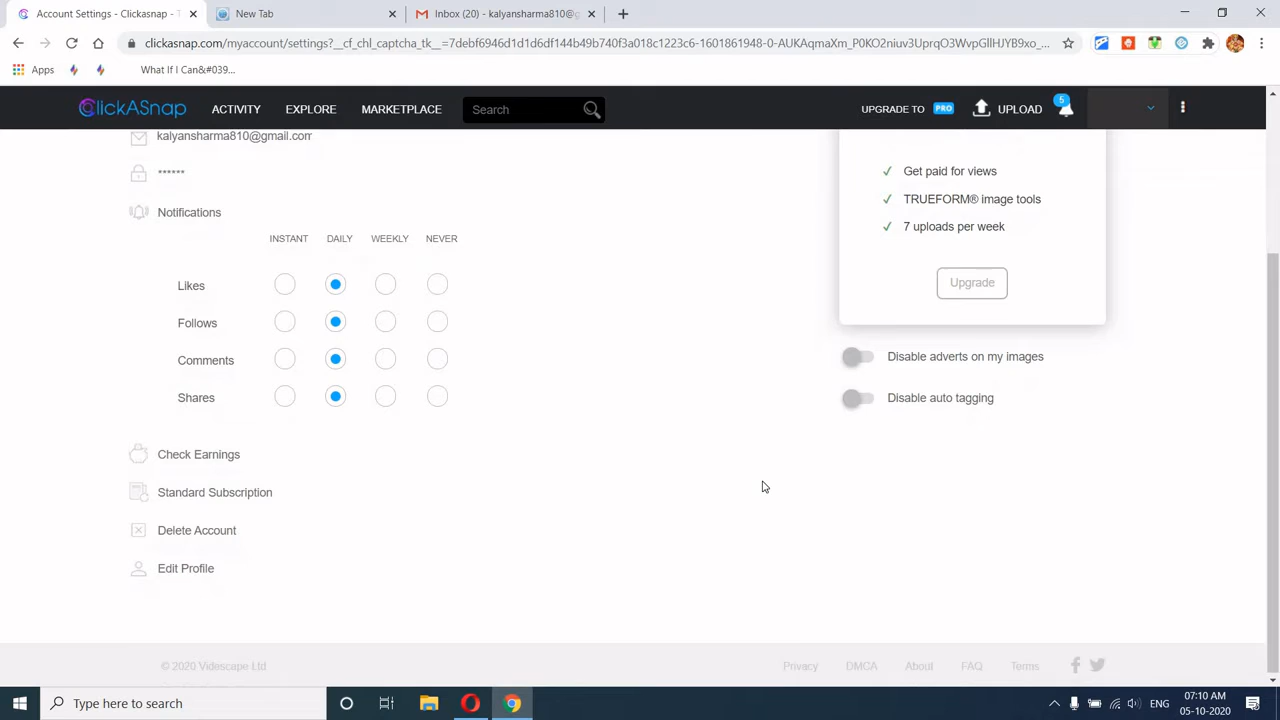 Account Settings - Clickasnap - T
New Tab
Inbox (20) - kalyansharma810@g
clickasnap.com/myaccount/settings?__cf_chl_captcha_tk__=7debf6946d1d1d6df144b49b740f3a018c1223c6-1601861948-0-AUKAqmaXm_P0KO2niuv3UprqO3WvpGllHJYB9xo_...
Apps
What If I Can&#039...
ClickASnap
ACTIVITY
EXPLORE
MARKETPLACE
Search
UPGRADE TO PRO
UPLOAD
5
kalyansharma810@gmail.com
******
Notifications
INSTANT DAILY WEEKLY NEVER
Likes
Follows
Comments
Shares
Check Earnings
Standard Subscription
Delete Account
Edit Profile
Get paid for views
TRUEFORM® image tools
7 uploads per week
Upgrade
Disable adverts on my images
Disable auto tagging
© 2020 Videscape Ltd
Privacy DMCA About FAQ Terms
Type here to search
ENG
07:10 AM
05-10-2020